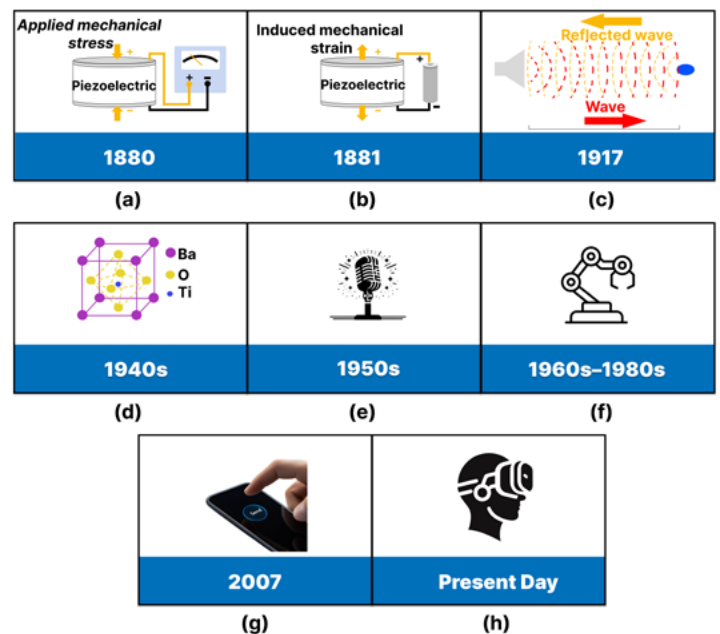 Applied mechanical
stress
+
Piezoelectric
−
+ −
Induced mechanical
strain
+
+
Piezoelectric
−
-
Reflected wave
Wave
1880
1881
1917
(a)
(b)
(c)
Ba
O
Ti
1940s
1950s
1960s–1980s
(d)
(e)
(f)
Send
2007
Present Day
(g)
(h)